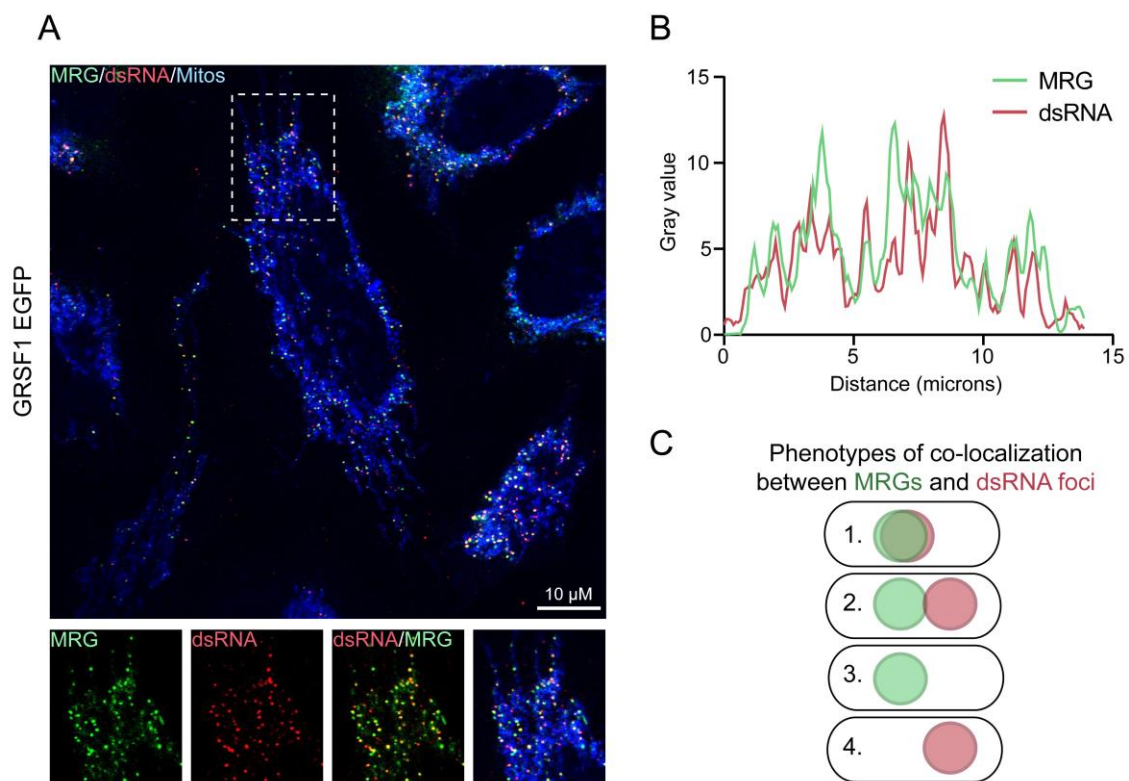 A
MRG/dsRNA/Mitos
GRSF1 EGFP
10 µM
MRG
dsRNA
dsRNA/MRG
B
15
10
5
0
Gray value
0
5
10
15
Distance (microns)
MRG
dsRNA
C
Phenotypes of co-localization
between MRGs and dsRNA foci
1.
2.
3.
4.